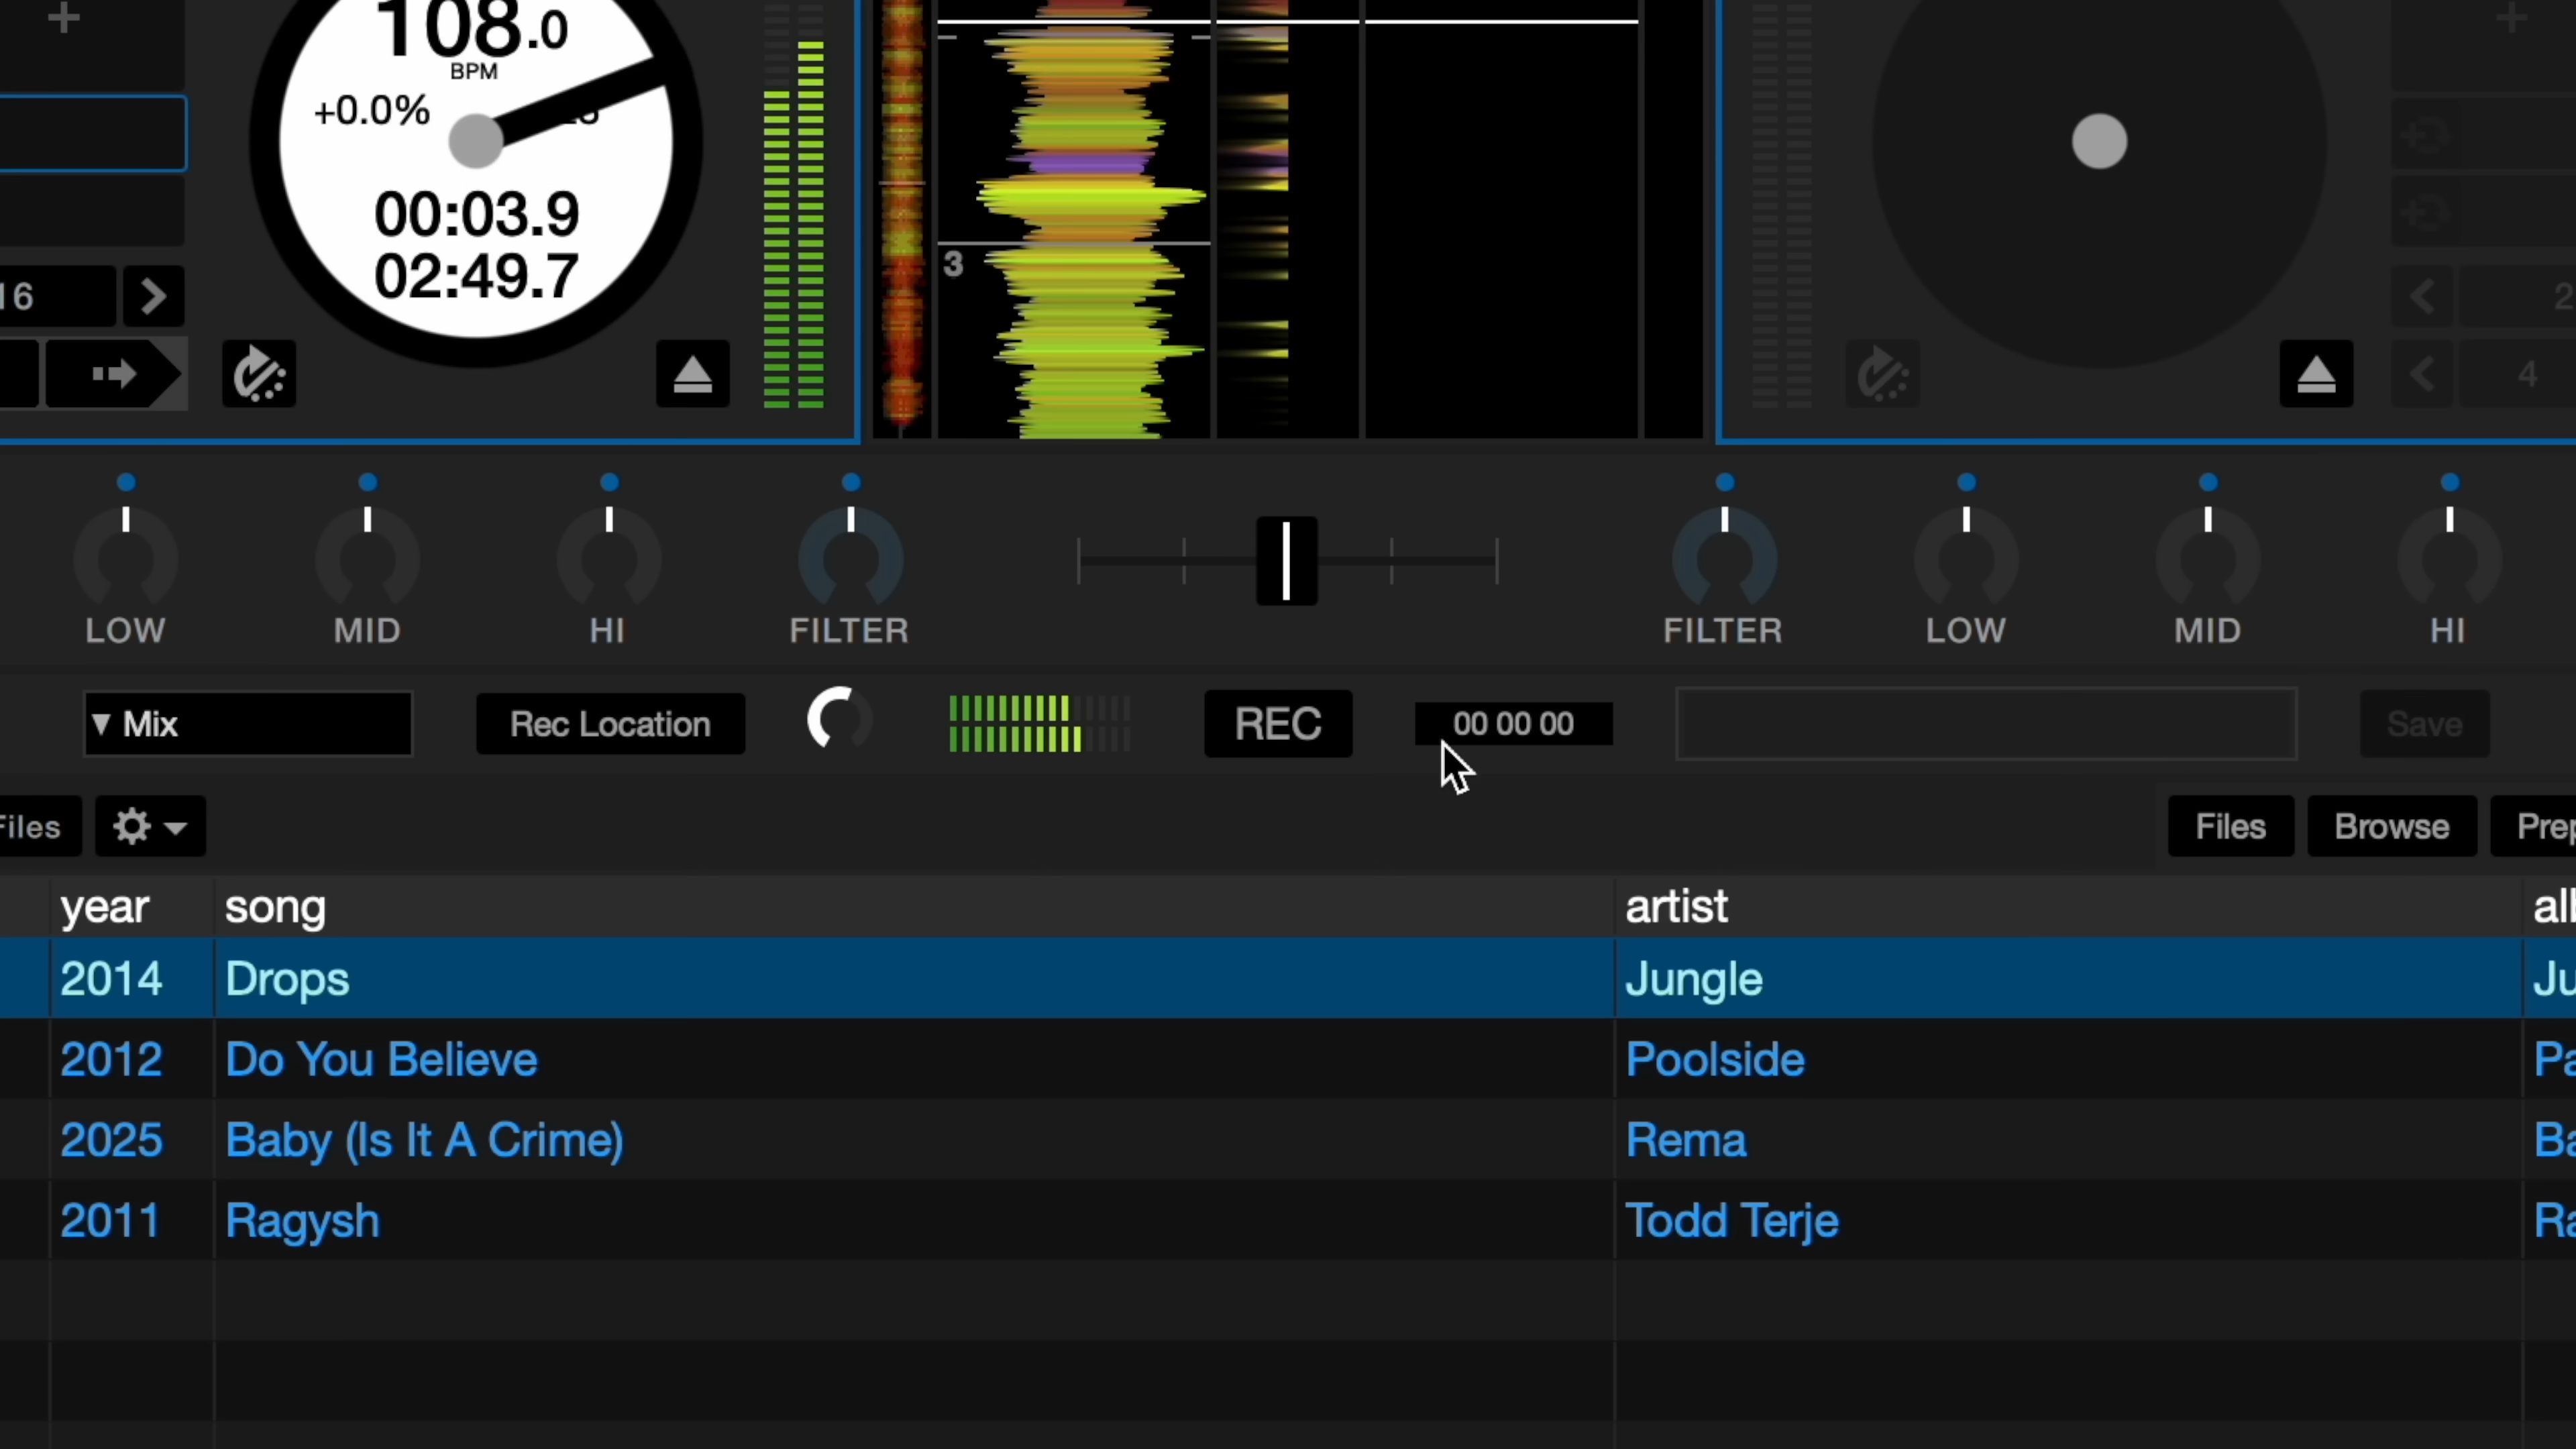 108.0
BPM
+0.0%
00:03.9
02:49.7
16
3
2
4
LOW MID HI FILTER FILTER LOW MID HI
Mix Rec Location REC 00 00 00 Save
Files Files Browse
year song artist
2014 Drops Jungle
2012 Do You Believe Poolside
2025 Baby (Is It A Crime) Rema
2011 Ragysh Todd Terje